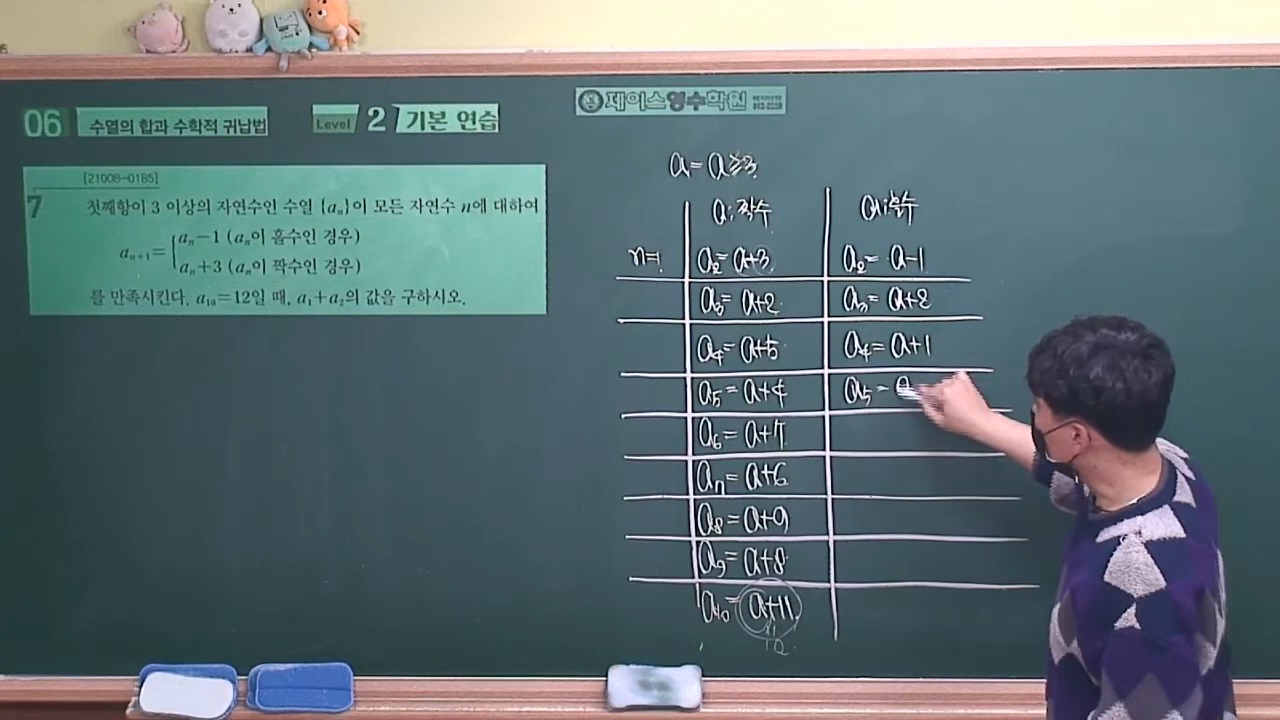 06 수열의 합과 수학적 귀납법 Level 2 기본 연습
제이스영수학원
[21008-0185]
7 첫째항이 3 이상의 자연수인 수열 {aₙ}이 모든 자연수 n에 대하여
aₙ₊₁= { aₙ-1 (aₙ이 홀수인 경우)
aₙ+3 (aₙ이 짝수인 경우)
를 만족시킨다. a₁₀=12일 때, a₁+a₂의 값을 구하시오.
a₁= a≥3.
a; 짝수
n=1. a₂= a+3 a₂= a-1
a₃= a+2 a₃= a+2
a₄= a+5 a₄= a+1
a₅= a+4 a₅=
a₆= a+7
a₇= a+6
a₈= a+9
a₉= a+8
a₁₀= a+11
12